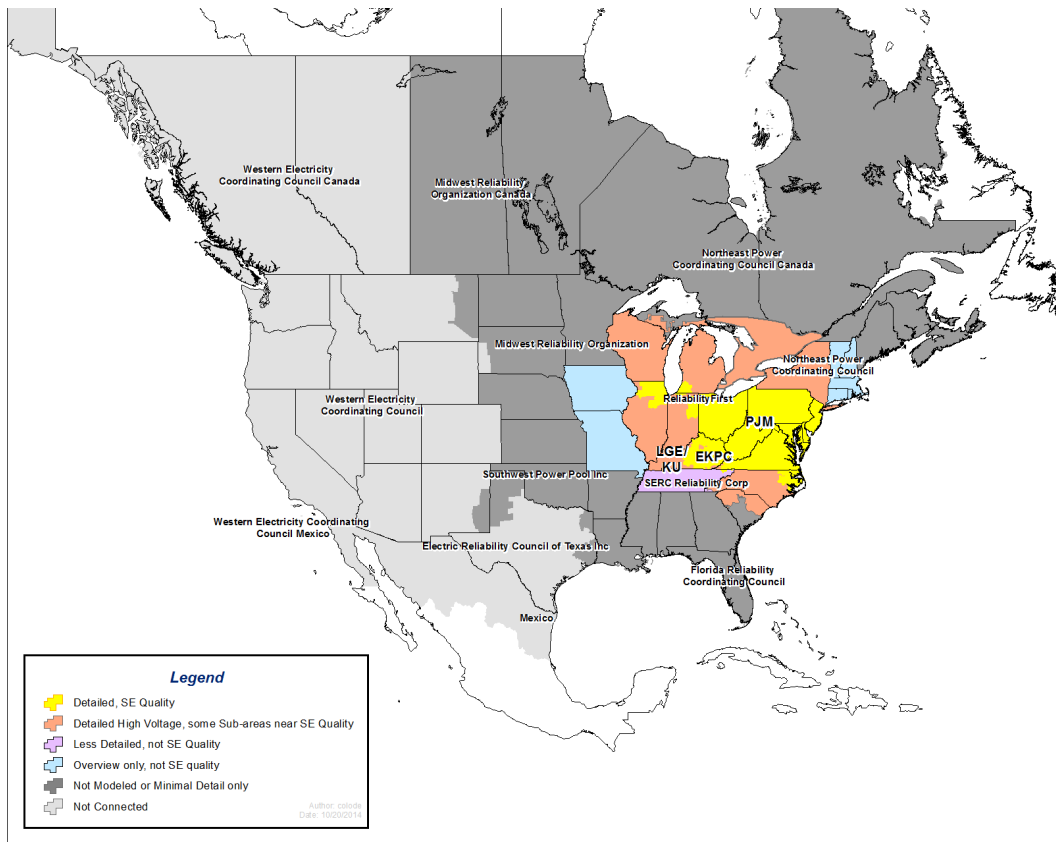 Western Electricity
Coordinating Council Canada
Midwest Reliability
Organization Canada
Northeast Power
Coordinating Council Canada
Midwest Reliability Organization
Northeast Power
Coordinating Council
Western Electricity
Coordinating Council
ReliabilityFirst
PJM
LGE/
KU
EKPC
Southwest Power Pool Inc
SERC Reliability Corp
Western Electricity Coordinating
Council Mexico
Electric Reliability Council of Texas Inc
Florida Reliability
Coordinating Council
Mexico
Legend
Detailed, SE Quality
Detailed High Voltage, some Sub-areas near SE Quality
Less Detailed, not SE Quality
Overview only, not SE quality
Not Modeled or Minimal Detail only
Not Connected
Author: colode
Date: 10/20/2014